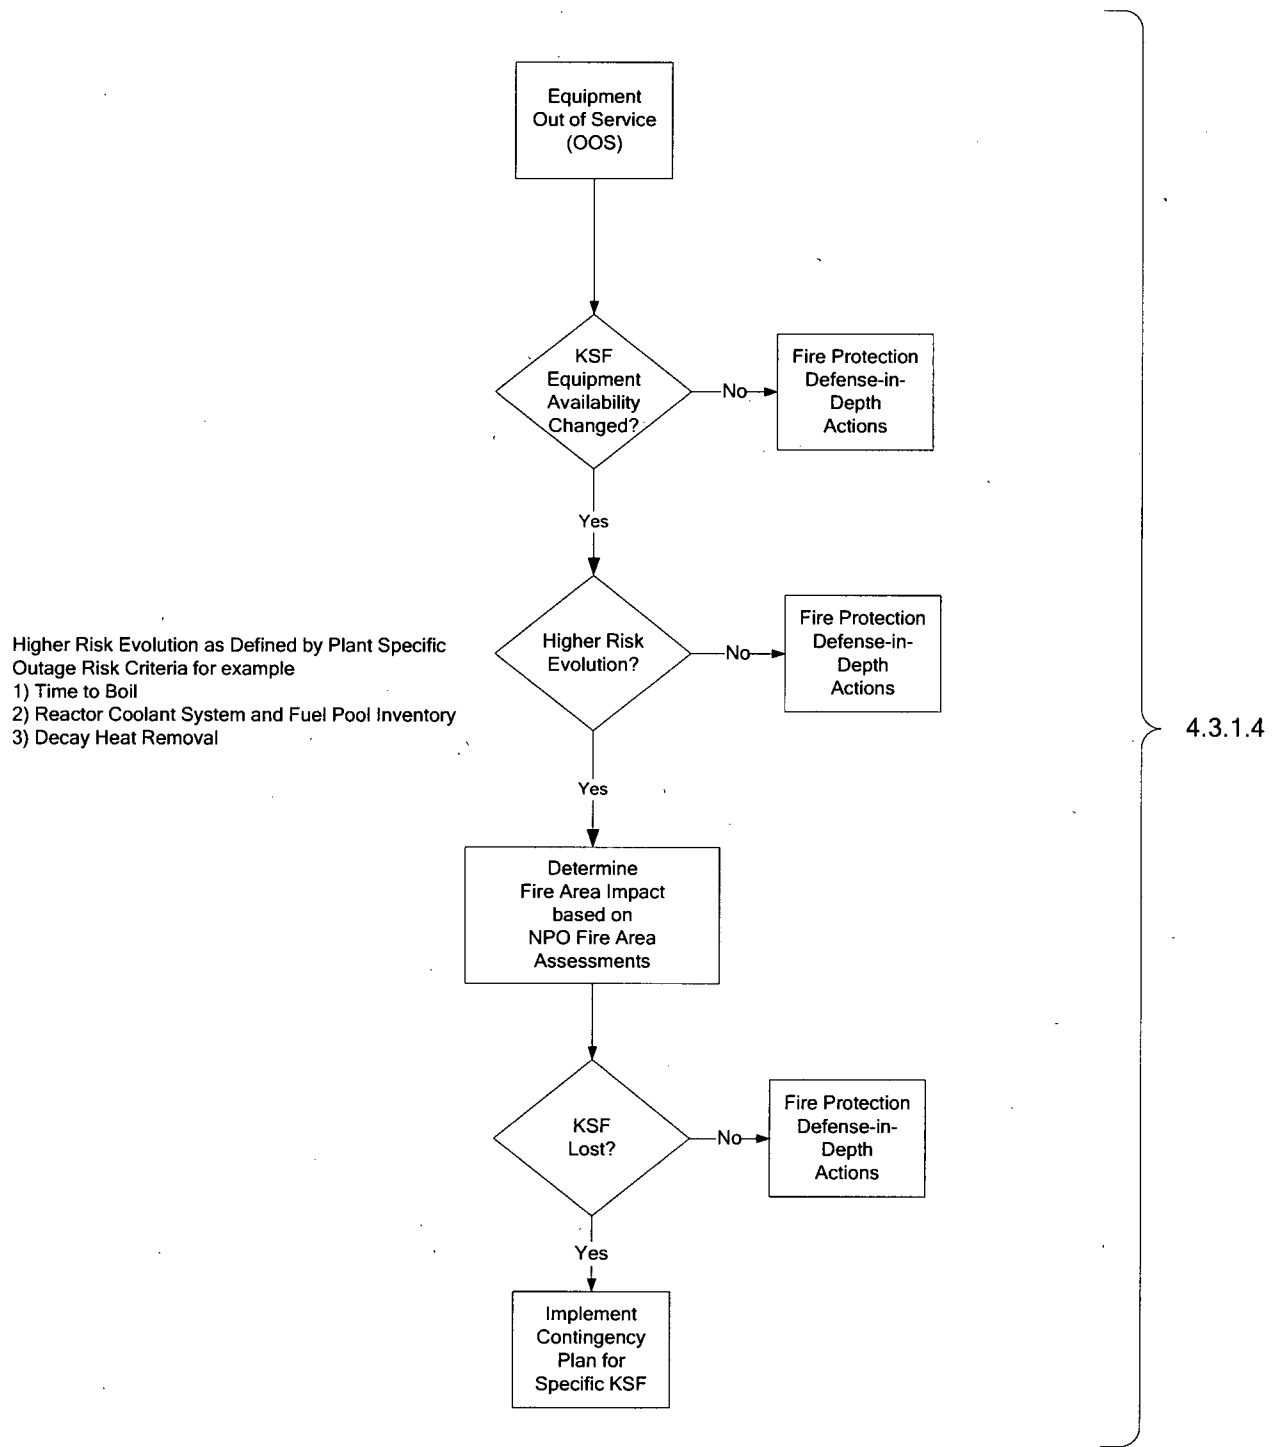 Equipment
Out of Service
(OOS)
KSF
Equipment
Availability
Changed?
No
Fire Protection
Defense-in-
Depth
Actions
Yes
Higher Risk
Evolution?
No
Fire Protection
Defense-in-
Depth
Actions
Higher Risk Evolution as Defined by Plant Specific
Outage Risk Criteria for example
1) Time to Boil
2) Reactor Coolant System and Fuel Pool Inventory
3) Decay Heat Removal
4.3.1.4
Yes
Determine
Fire Area Impact
based on
NPO Fire Area
Assessments
KSF
Lost?
No
Fire Protection
Defense-in-
Depth
Actions
Yes
Implement
Contingency
Plan for
Specific KSF